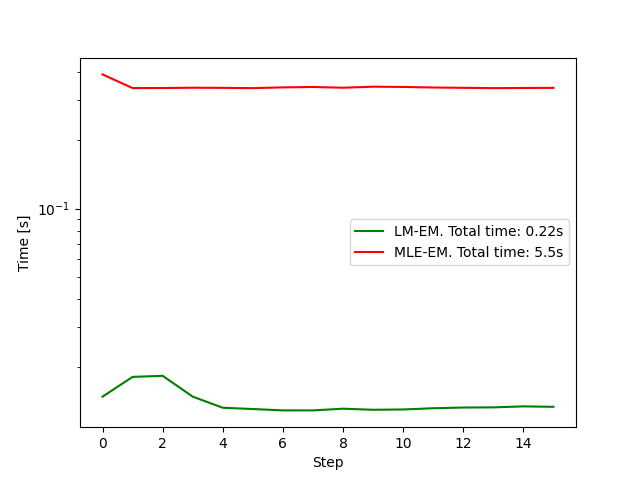 Time [s]
10⁻¹
LM-EM. Total time: 0.22s
MLE-EM. Total time: 5.5s
0 2 4 6 8 10 12 14
Step